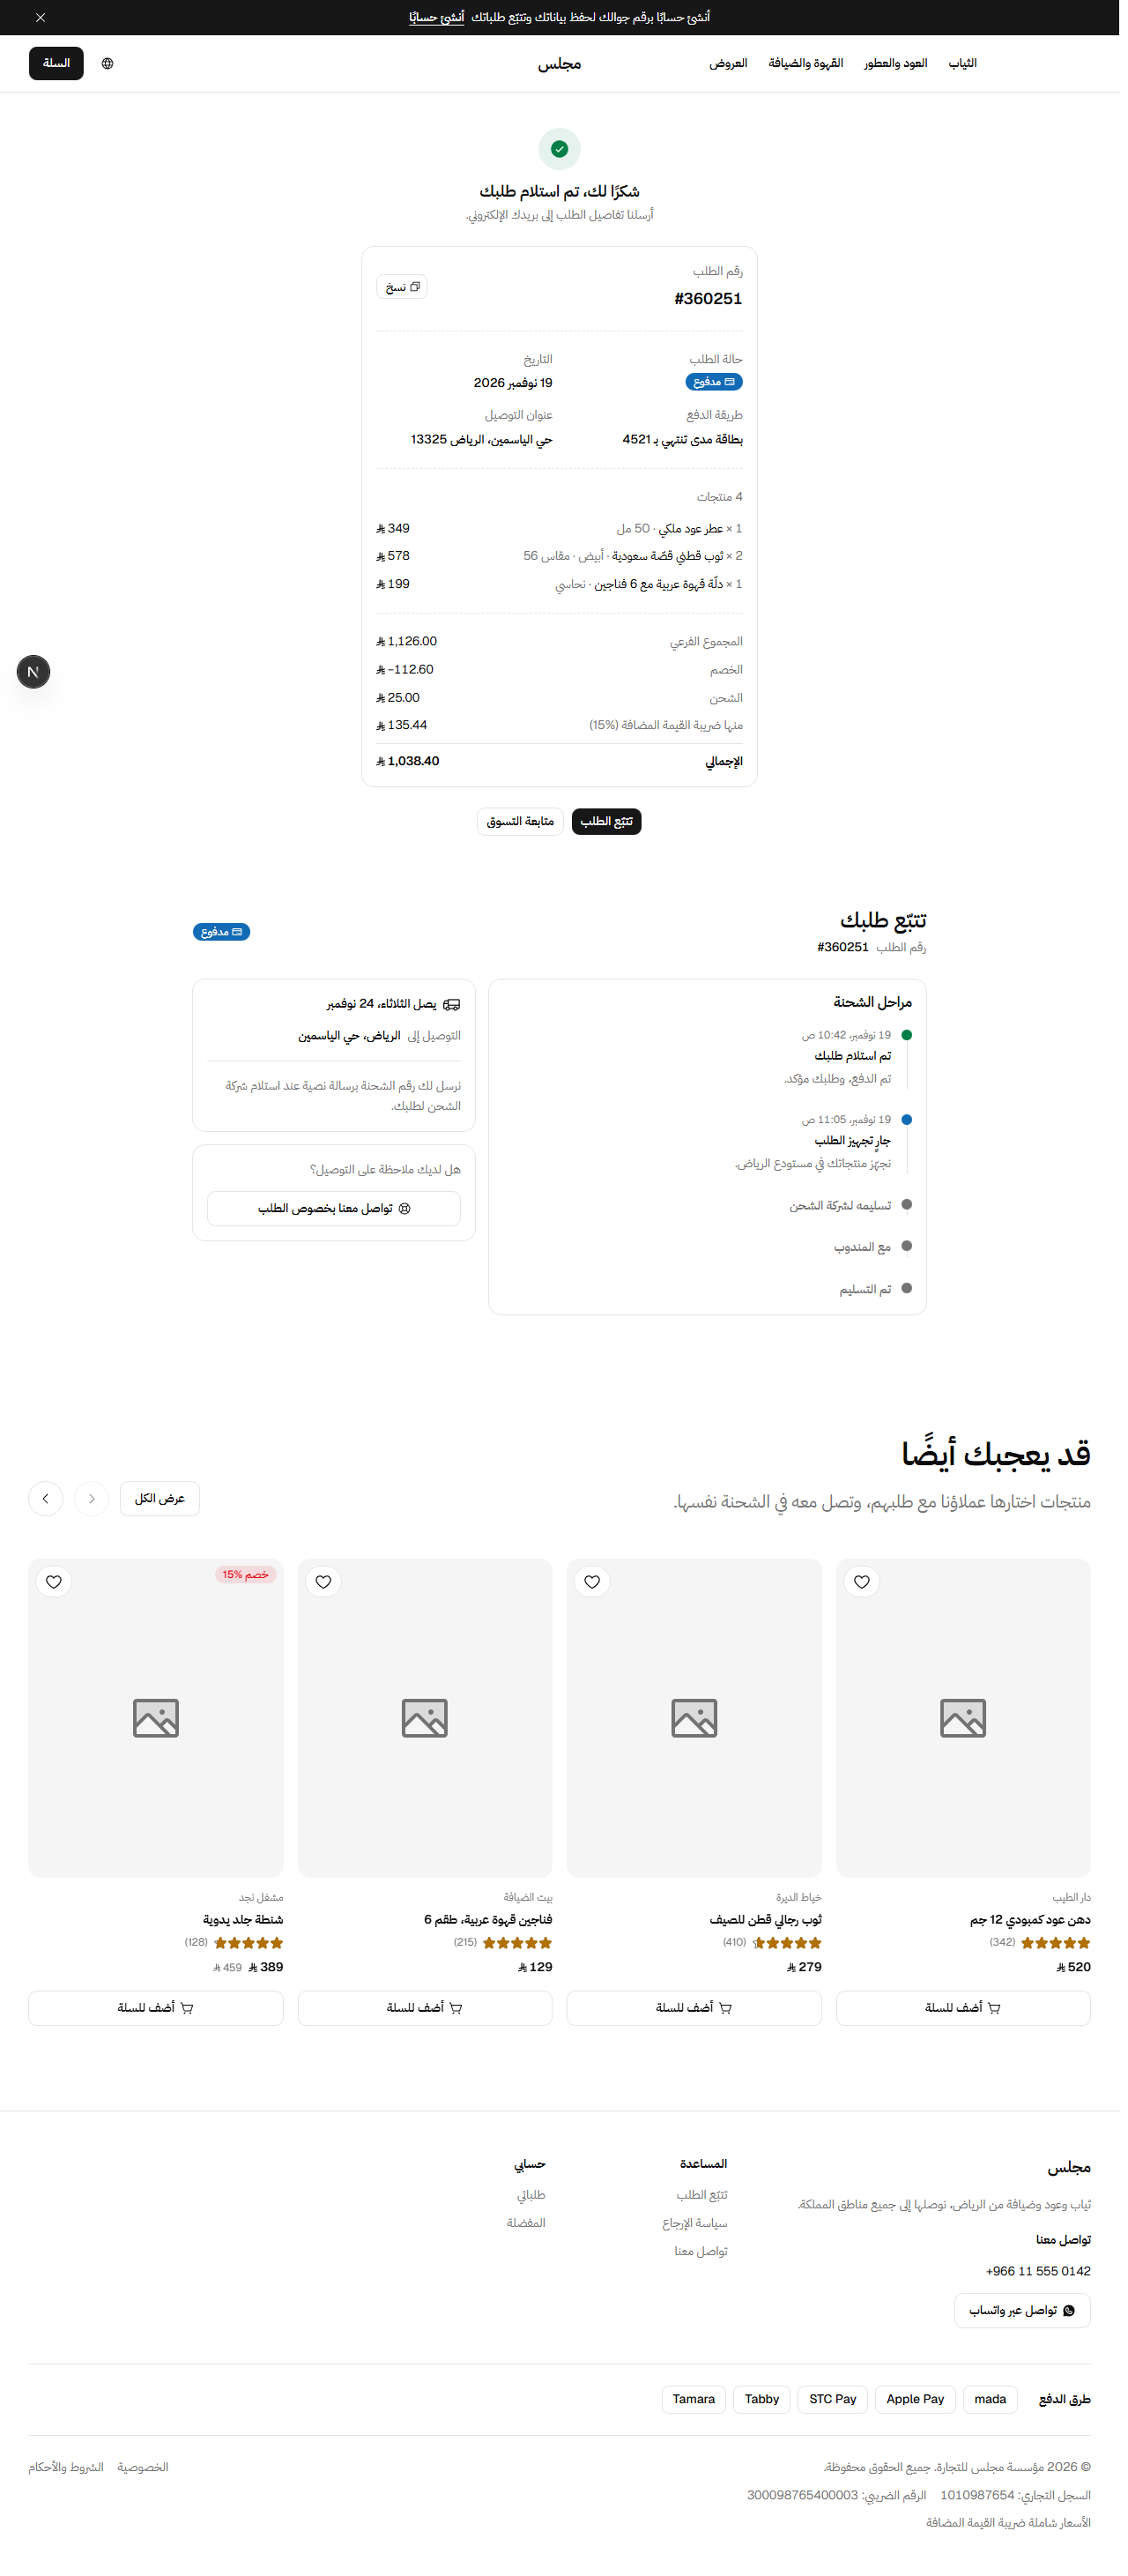 أنشئ حسابًا برقم جوالك لحفظ بياناتك وتتبّع طلباتك أنشئ حسابًا
الثياب العود والعطور القهوة والضيافة العروض
مجلس
السلة
شكرًا لك، تم استلام طلبك
أرسلنا تفاصيل الطلب إلى بريدك الإلكتروني.
رقم الطلب
#360251
نسخ
حالة الطلب
مدفوع
التاريخ
19 نوفمبر 2026
طريقة الدفع
بطاقة مدى تنتهي بـ 4521
عنوان التوصيل
حي الياسمين، الرياض 13325
4 منتجات
1 × عطر عود ملكي · 50 مل 349
2 × ثوب قطني قصّة سعودية · أبيض · مقاس 56 578
1 × دلّة قهوة عربية مع 6 فناجين · نحاسي 199
المجموع الفرعي 1,126.00
الخصم −112.60
الشحن 25.00
منها ضريبة القيمة المضافة (15%) 135.44
الإجمالي 1,038.40
تتبّع الطلب
متابعة التسوق
تتبّع طلبك
رقم الطلب #360251
مدفوع
مراحل الشحنة
19 نوفمبر، 10:42 ص
تم استلام طلبك
تم الدفع، وطلبك مؤكد.
19 نوفمبر، 11:05 ص
جارٍ تجهيز الطلب
نجهّز منتجاتك في مستودع الرياض.
تسليمه لشركة الشحن
مع المندوب
تم التسليم
يصل الثلاثاء، 24 نوفمبر
التوصيل إلى الرياض، حي الياسمين
نرسل لك رقم الشحنة برسالة نصية عند استلام شركة
الشحن لطلبك.
هل لديك ملاحظة على التوصيل؟
تواصل معنا بخصوص الطلب
قد يعجبك أيضًا
منتجات اختارها عملاؤنا مع طلبهم، وتصل معه في الشحنة نفسها.
عرض الكل
دار الطيب
دهن عود كمبودي 12 جم
(342)
520
أضف للسلة
خياط الديرة
ثوب رجالي قطن للصيف
(410)
279
أضف للسلة
بيت الضيافة
فناجين قهوة عربية، طقم 6
(215)
129
أضف للسلة
خصم 15%
مشغل نجد
شنطة جلد يدوية
(128)
389 459
أضف للسلة
مجلس
ثياب وعود وضيافة من الرياض، نوصلها إلى جميع مناطق المملكة.
تواصل معنا
+966 11 555 0142
تواصل عبر واتساب
المساعدة
تتبّع الطلب
سياسة الإرجاع
تواصل معنا
حسابي
طلباتي
المفضلة
طرق الدفع mada Apple Pay STC Pay Tabby Tamara
© 2026 مؤسسة مجلس للتجارة. جميع الحقوق محفوظة.
السجل التجاري: 1010987654 الرقم الضريبي: 300098765400003
الأسعار شاملة ضريبة القيمة المضافة
الخصوصية الشروط والأحكام